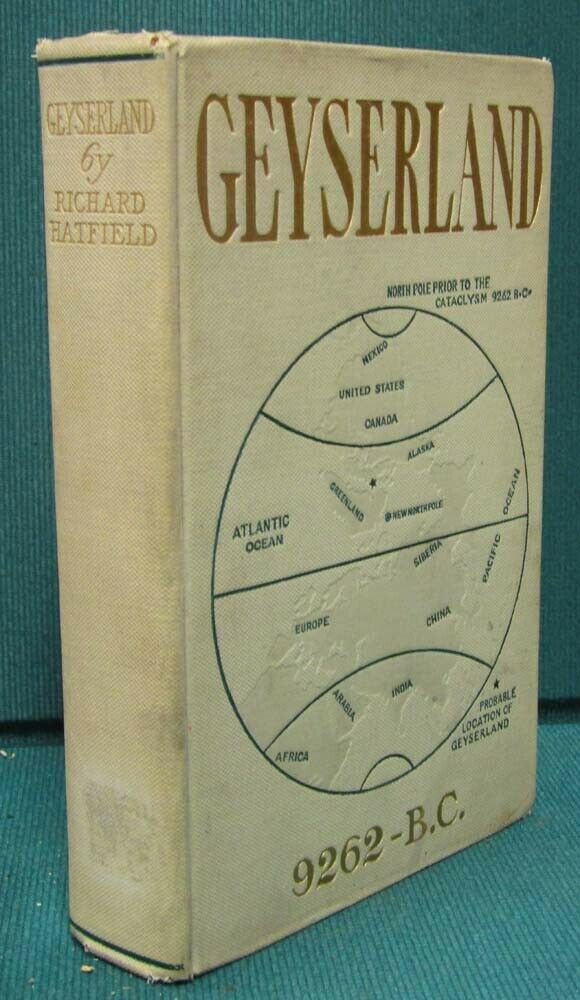 GEYSERLAND
by
RICHARD
HATFIELD
GEYSERLAND
NORTH POLE PRIOR TO THE
CATACLYSM 9262 B.C.
MEXICO
UNITED STATES
CANADA
ALASKA
GREENLAND
NEW NORTH POLE
ATLANTIC
OCEAN
PACIFIC OCEAN
SIBERIA
EUROPE
CHINA
ARABIA
INDIA
AFRICA
PROBABLE
LOCATION OF
GEYSERLAND
9262-B.C.